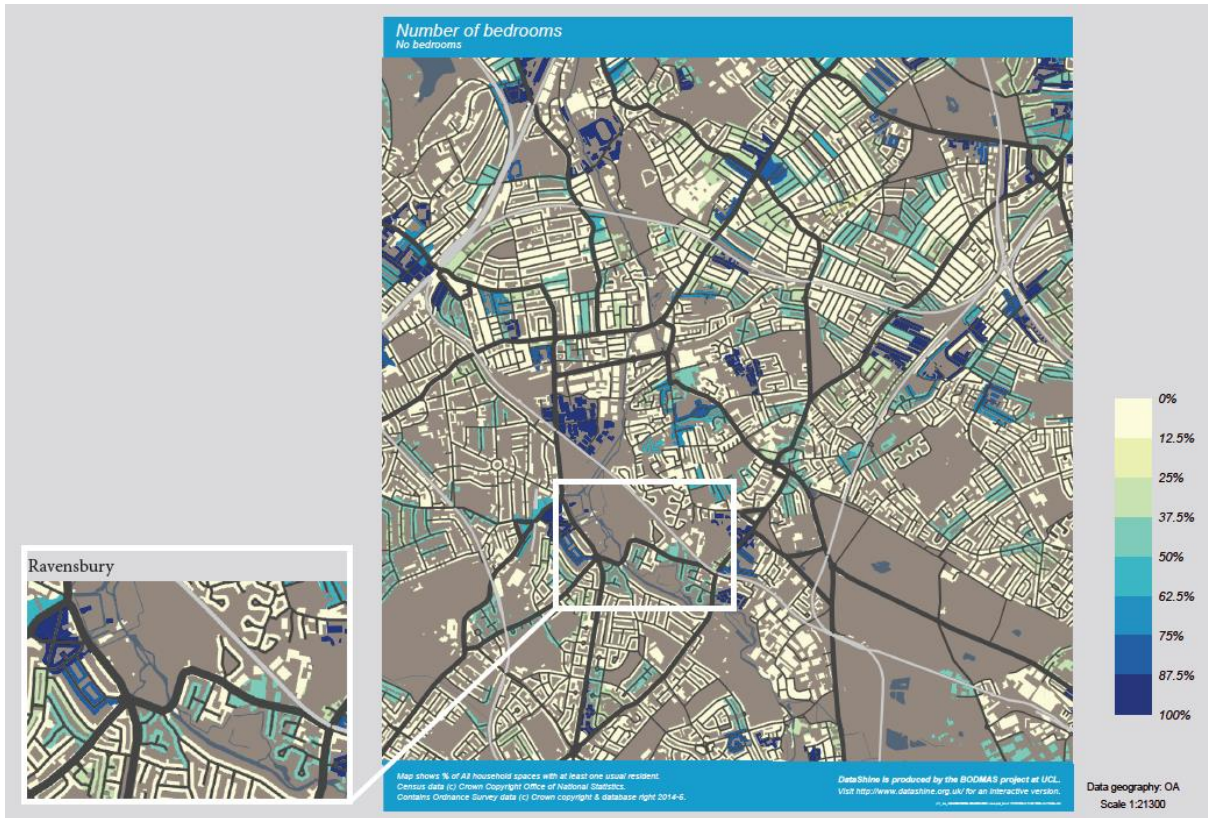 Number of bedrooms
No bedrooms
Ravensbury
0%
12.5%
25%
37.5%
50%
62.5%
75%
87.5%
100%
Map shows % of All household spaces with at least one usual resident.
Census data (c) Crown Copyright Office of National Statistics.
Contains Ordnance Survey data (c) Crown copyright & database right 2014-5.
DataShine is produced by the BODMAS project at UCL.
Visit http://www.datashine.org.uk/ for an interactive version.
Data geography: OA
Scale 1:21300